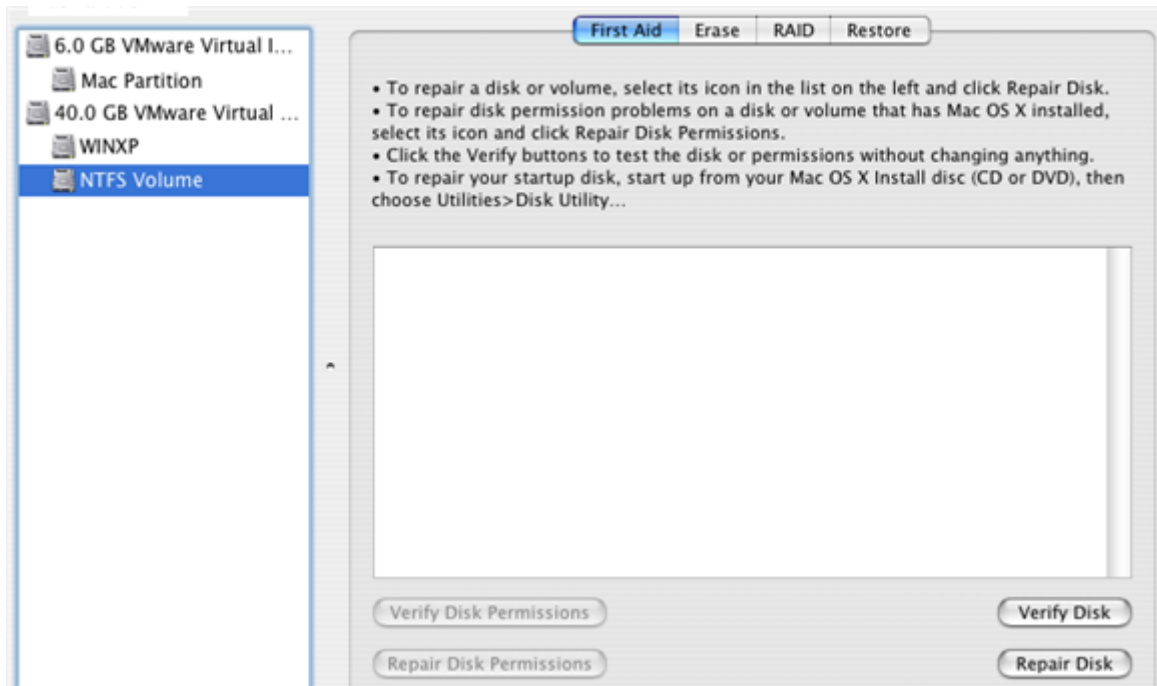 6.0 GB VMware Virtual I...
Mac Partition
40.0 GB VMware Virtual ...
WINXP
NTFS Volume
First Aid Erase RAID Restore
• To repair a disk or volume, select its icon in the list on the left and click Repair Disk.
• To repair disk permission problems on a disk or volume that has Mac OS X installed,
select its icon and click Repair Disk Permissions.
• Click the Verify buttons to test the disk or permissions without changing anything.
• To repair your startup disk, start up from your Mac OS X Install disc (CD or DVD), then
choose Utilities>Disk Utility...
Verify Disk Permissions Verify Disk
Repair Disk Permissions Repair Disk